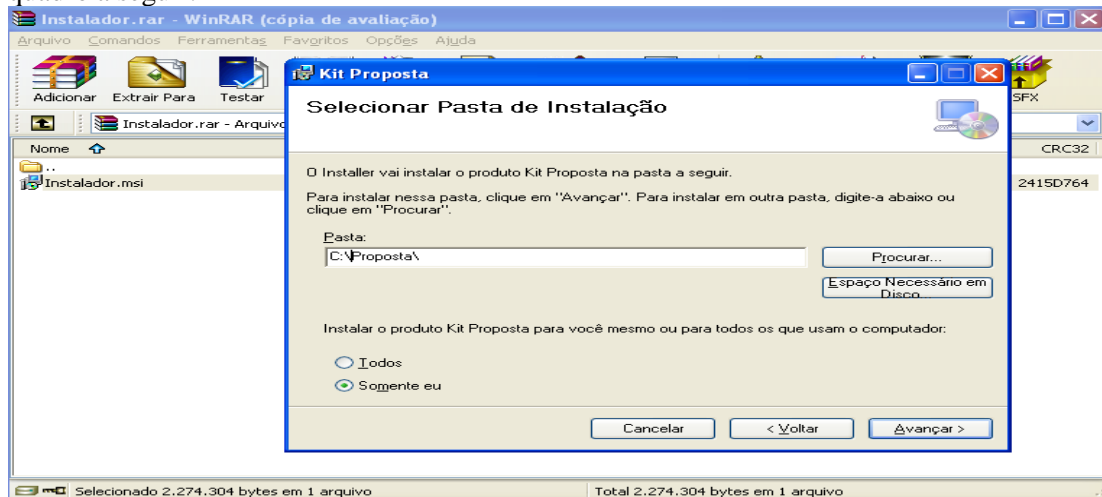 Instalador.rar - WinRAR (cópia de avaliação)
Arquivo Comandos Ferramentas Favoritos Opções Ajuda
Adicionar Extrair Para Testar SFX
Instalador.rar - Arquivo
Nome CRC32
..
Instalador.msi 2415D764
Kit Proposta
Selecionar Pasta de Instalação
O Installer vai instalar o produto Kit Proposta na pasta a seguir.
Para instalar nessa pasta, clique em "Avançar". Para instalar em outra pasta, digite-a abaixo ou
clique em "Procurar".
Pasta:
C:\Proposta\
Procurar...
Espaço Necessário em
Disco...
Instalar o produto Kit Proposta para você mesmo ou para todos os que usam o computador:
Todos
Somente eu
Cancelar < Voltar Avançar >
Selecionado 2.274.304 bytes em 1 arquivo Total 2.274.304 bytes em 1 arquivo